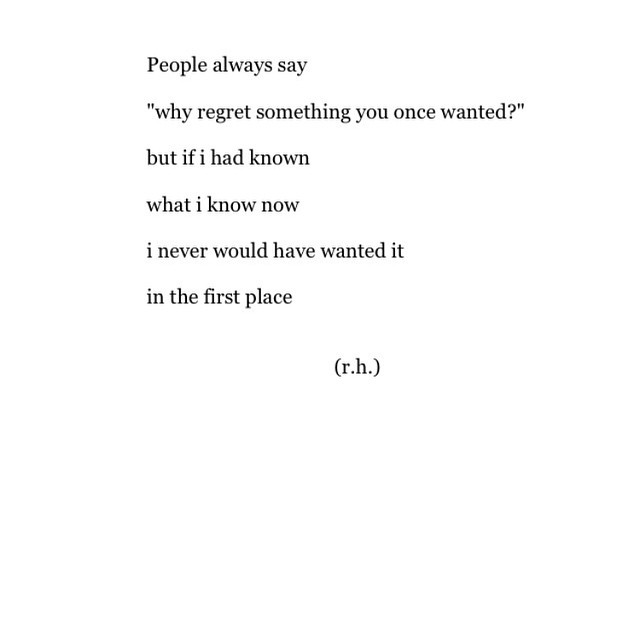 People always say
"why regret something you once wanted?"
but if i had known
what i know now
i never would have wanted it
in the first place
(r.h.)